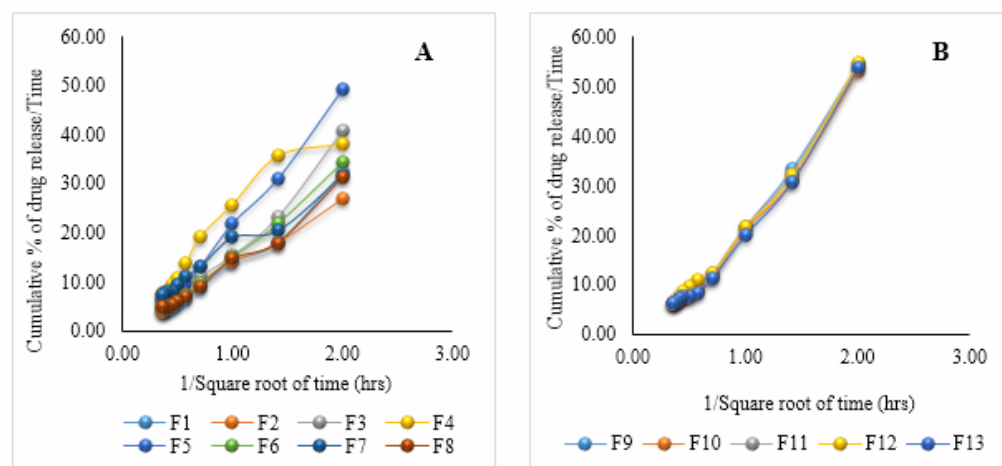 A
60.00
50.00
40.00
30.00
20.00
10.00
0.00
Cumulative % of drug release/Time
0.00 1.00 2.00 3.00
1/Square root of time (hrs)
F1 F2 F3 F4
F5 F6 F7 F8
B
60.00
50.00
40.00
30.00
20.00
10.00
0.00
Cumulative % of drug release/Time
0.00 1.00 2.00 3.00
1/Square root of time (hrs)
F9 F10 F11 F12 F13